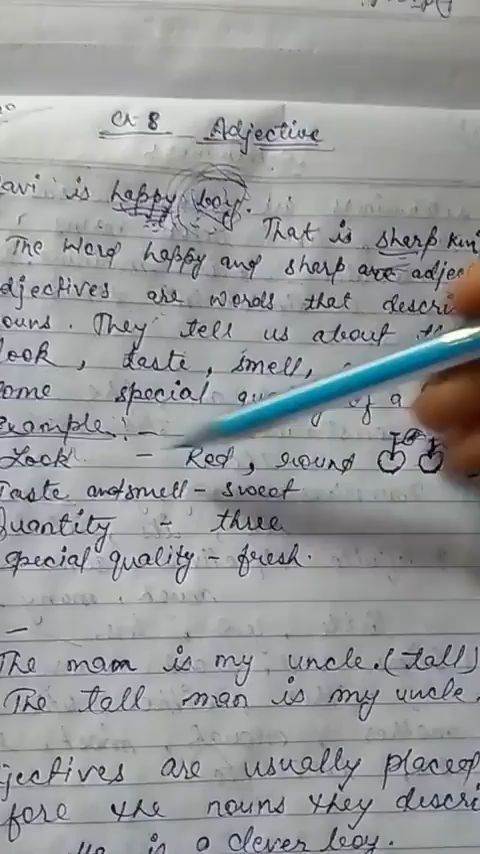 Ch 8 Adjective
avi is happy boy.
That is sharp
The word happy and sharp are adjec
djectives are words that descri
ouns. They tell us about
look, taste, smell,
ome special of a
Example:-
Look - Red, round
Taste and smell - sweet
Quantity - three
special quality - fresh.
The man is my uncle. (tall)
The tall man is my uncle.
jectives are usually placed
fore the nouns they descri
is a clever boy.